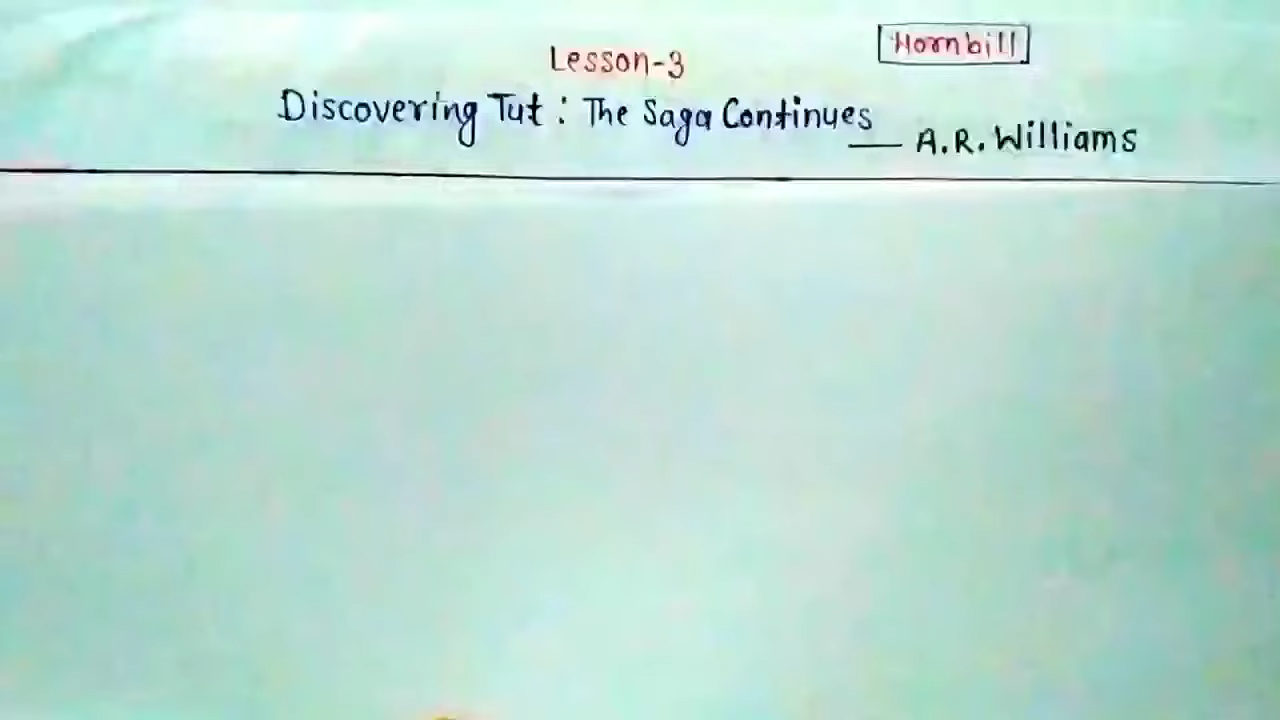 Hornbill
Lesson-3
Discovering Tut : The Saga Continues
— A.R. Williams